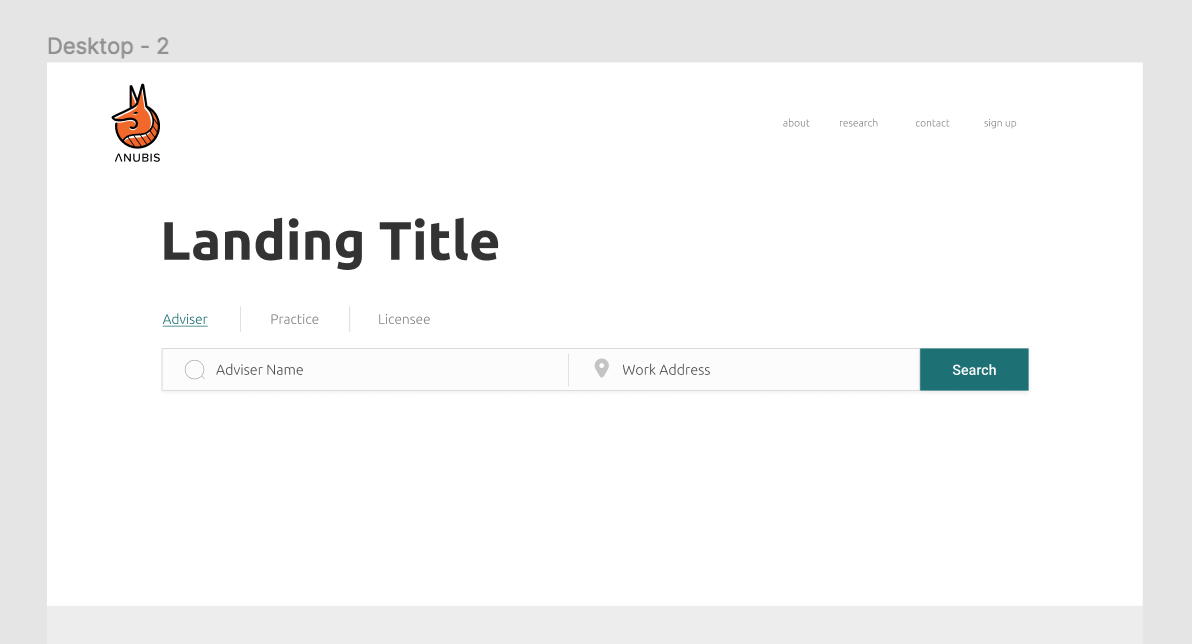 Desktop - 2
ANUBIS
about research contact sign up
Landing Title
Adviser Practice Licensee
Adviser Name Work Address Search